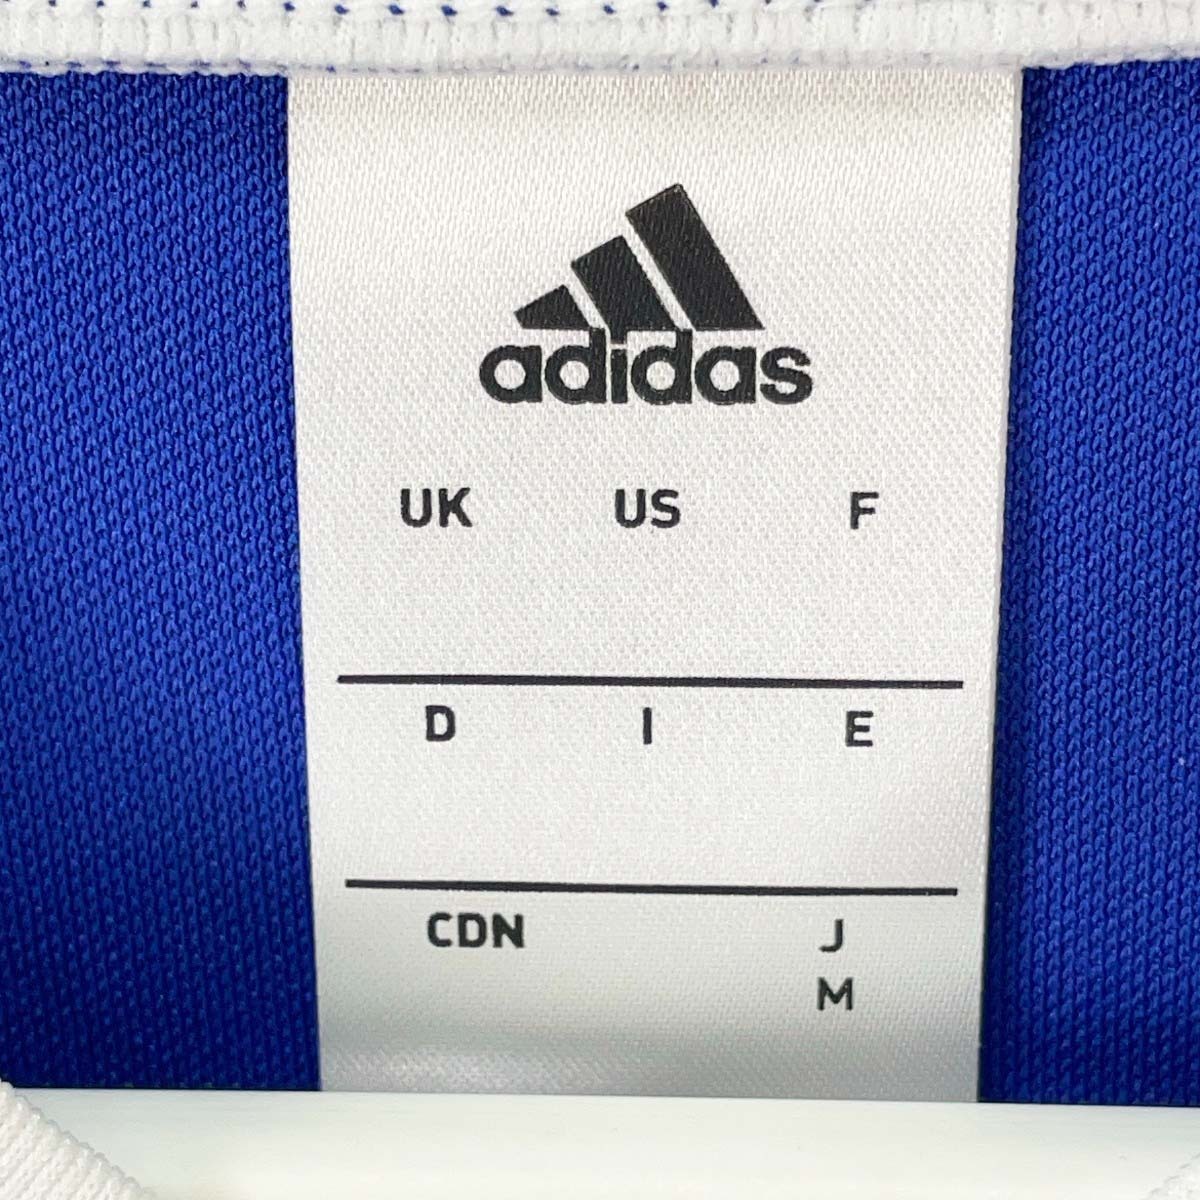 adidas
UK US F
D I E
CDN J
M